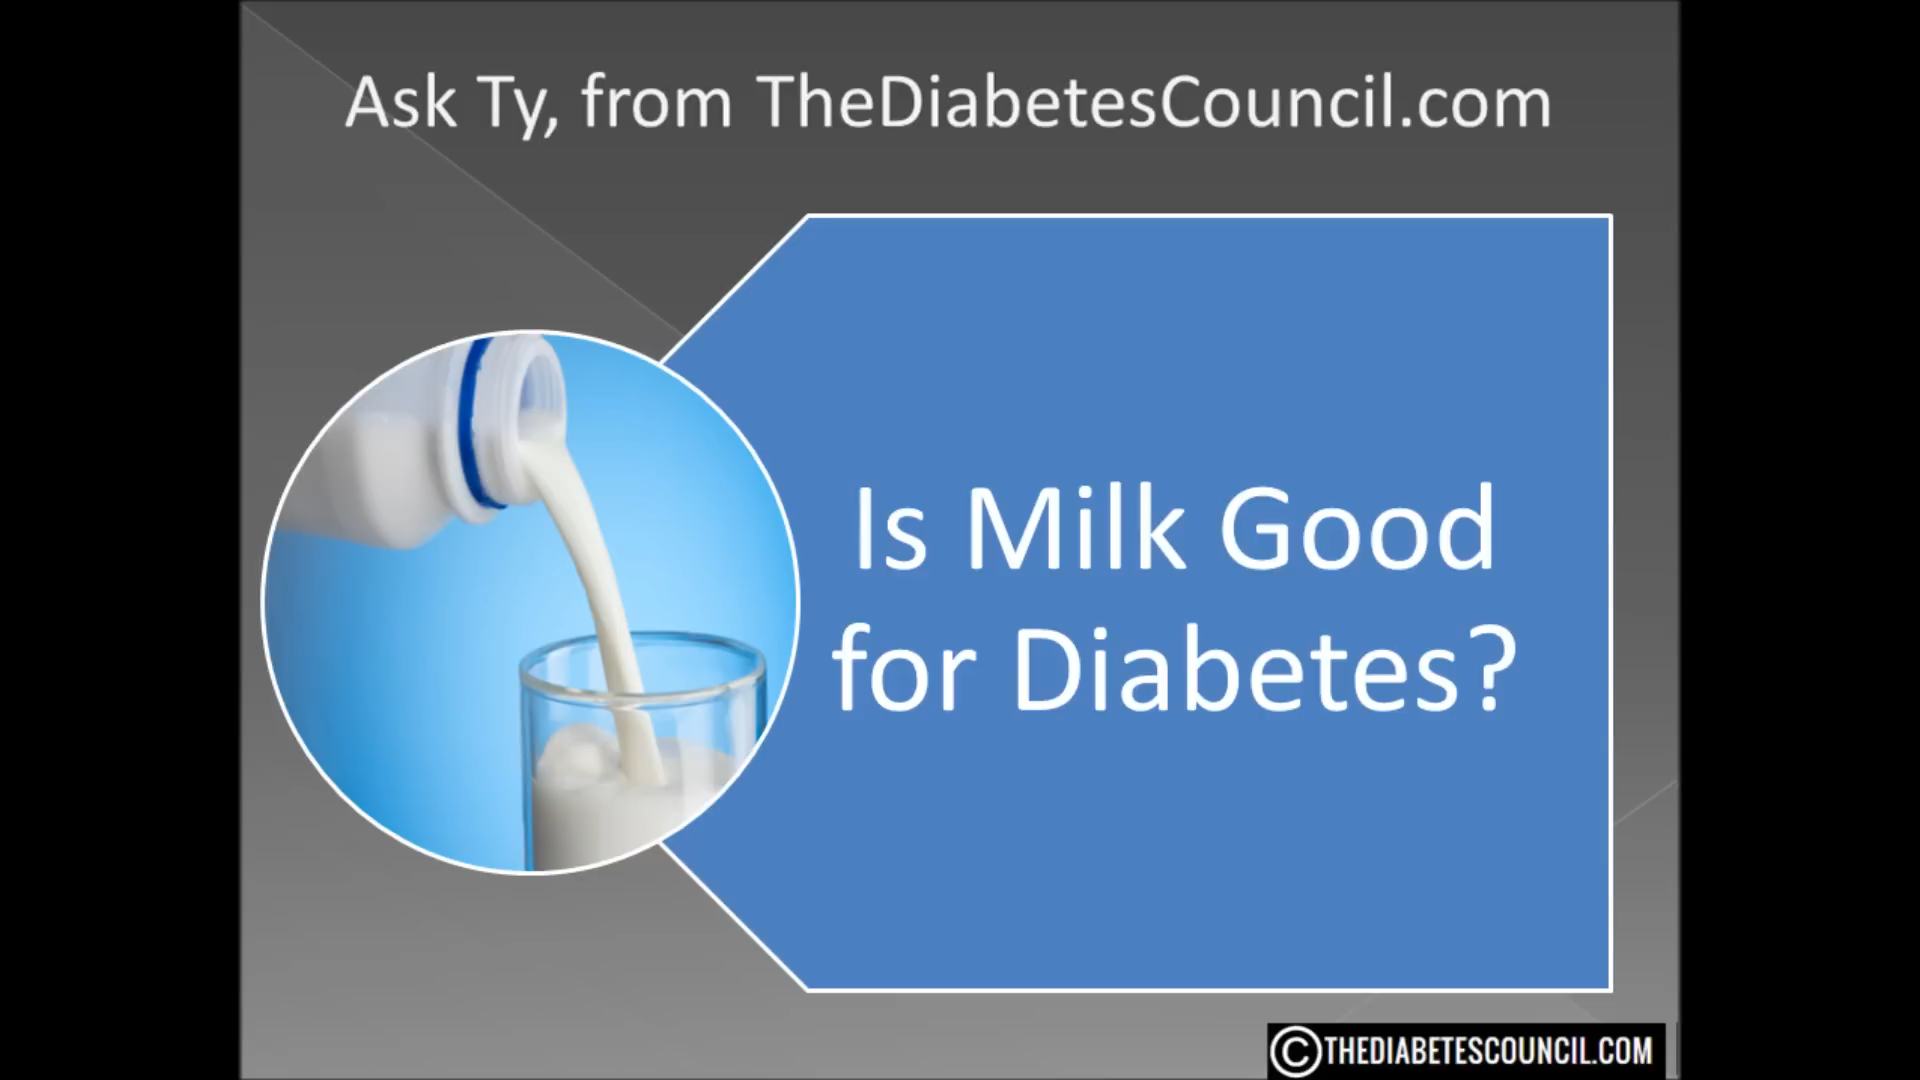 Ask Ty, from TheDiabetesCouncil.com
Is Milk Good
for Diabetes?
©THEDIABETESCOUNCIL.COM